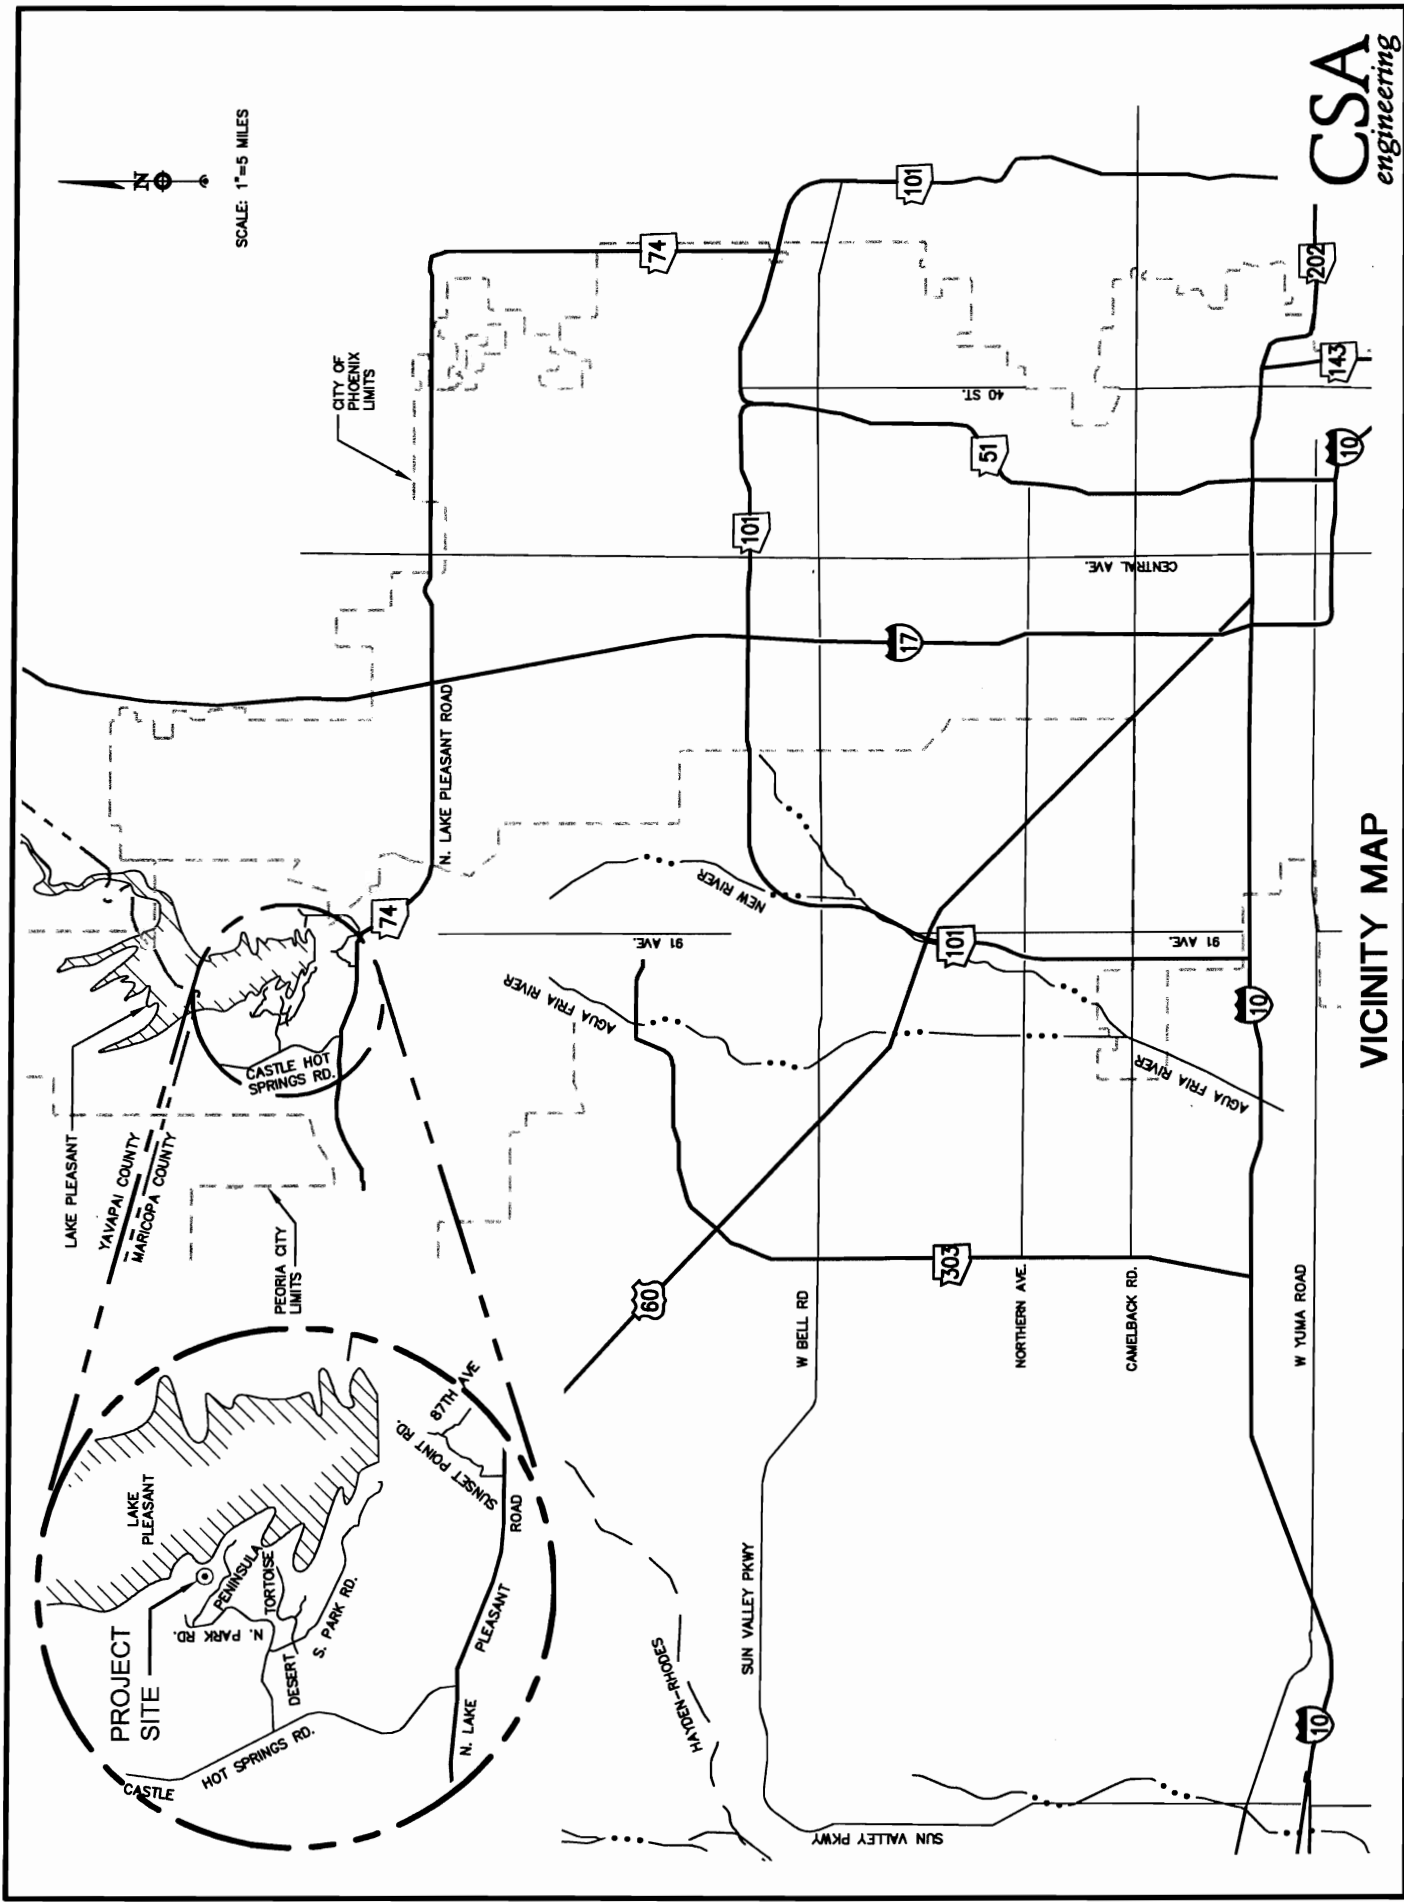 N
SCALE: 1"=5 MILES
LAKE PLEASANT
YAVAPAI COUNTY
MARICOPA COUNTY
CITY OF
PHOENIX
LIMITS
PEORIA CITY
LIMITS
CASTLE HOT
SPRINGS RD.
74
N. LAKE PLEASANT ROAD
74
PROJECT
SITE
LAKE
PLEASANT
PENINSULA
N. PARK RD.
TORTOISE
DESERT
S. PARK RD.
CASTLE
HOT SPRINGS RD.
N. LAKE
PLEASANT
ROAD
SUNSET POINT RD.
87TH AVE
60
HAYDEN-RHODES
AGUA FRIA RIVER
91 AVE.
NEW RIVER
SUN VALLEY PKWY
W BELL RD
SUN VALLEY PKWY
101
101
17
303
101
51
40 ST.
NORTHERN AVE.
CAMELBACK RD.
91 AVE.
AGUA FRIA RIVER
CENTRAL AVE.
10
W YUMA ROAD
10
10
143
202
VICINITY MAP
CSA
engineering